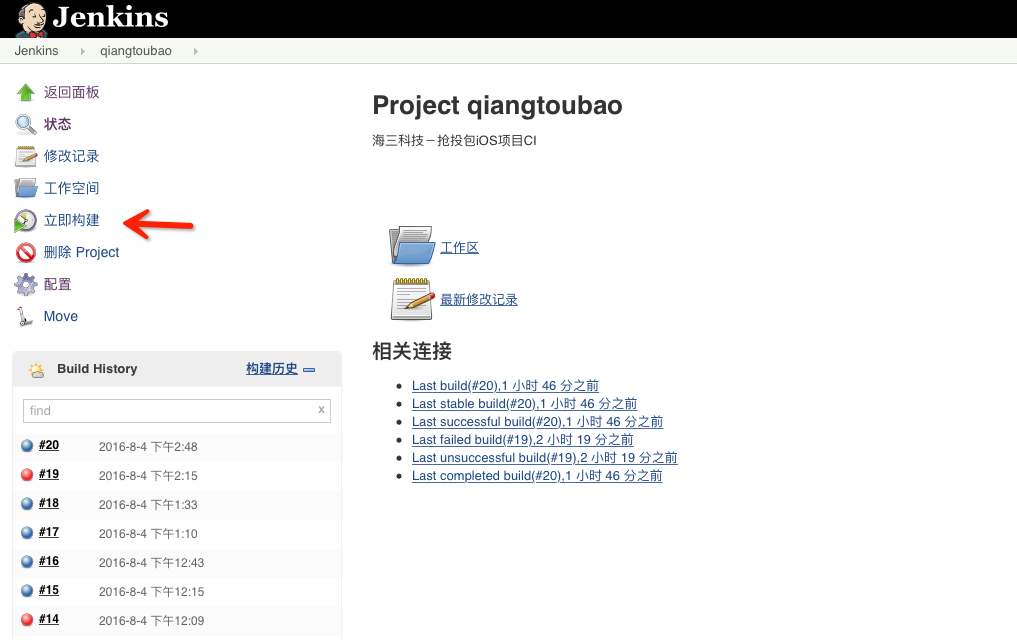 Jenkins
Jenkins
qiangtoubao
返回面板
状态
修改记录
工作空间
立即构建
删除 Project
配置
Move
Build History
构建历史
find
x
#20 2016-8-4 下午2:48
#19 2016-8-4 下午2:15
#18 2016-8-4 下午1:33
#17 2016-8-4 下午1:10
#16 2016-8-4 下午12:43
#15 2016-8-4 下午12:15
#14 2016-8-4 下午12:09
Project qiangtoubao
海三科技－抢投包iOS项目CI
工作区
最新修改记录
相关连接
Last build(#20),1 小时 46 分之前
Last stable build(#20),1 小时 46 分之前
Last successful build(#20),1 小时 46 分之前
Last failed build(#19),2 小时 19 分之前
Last unsuccessful build(#19),2 小时 19 分之前
Last completed build(#20),1 小时 46 分之前